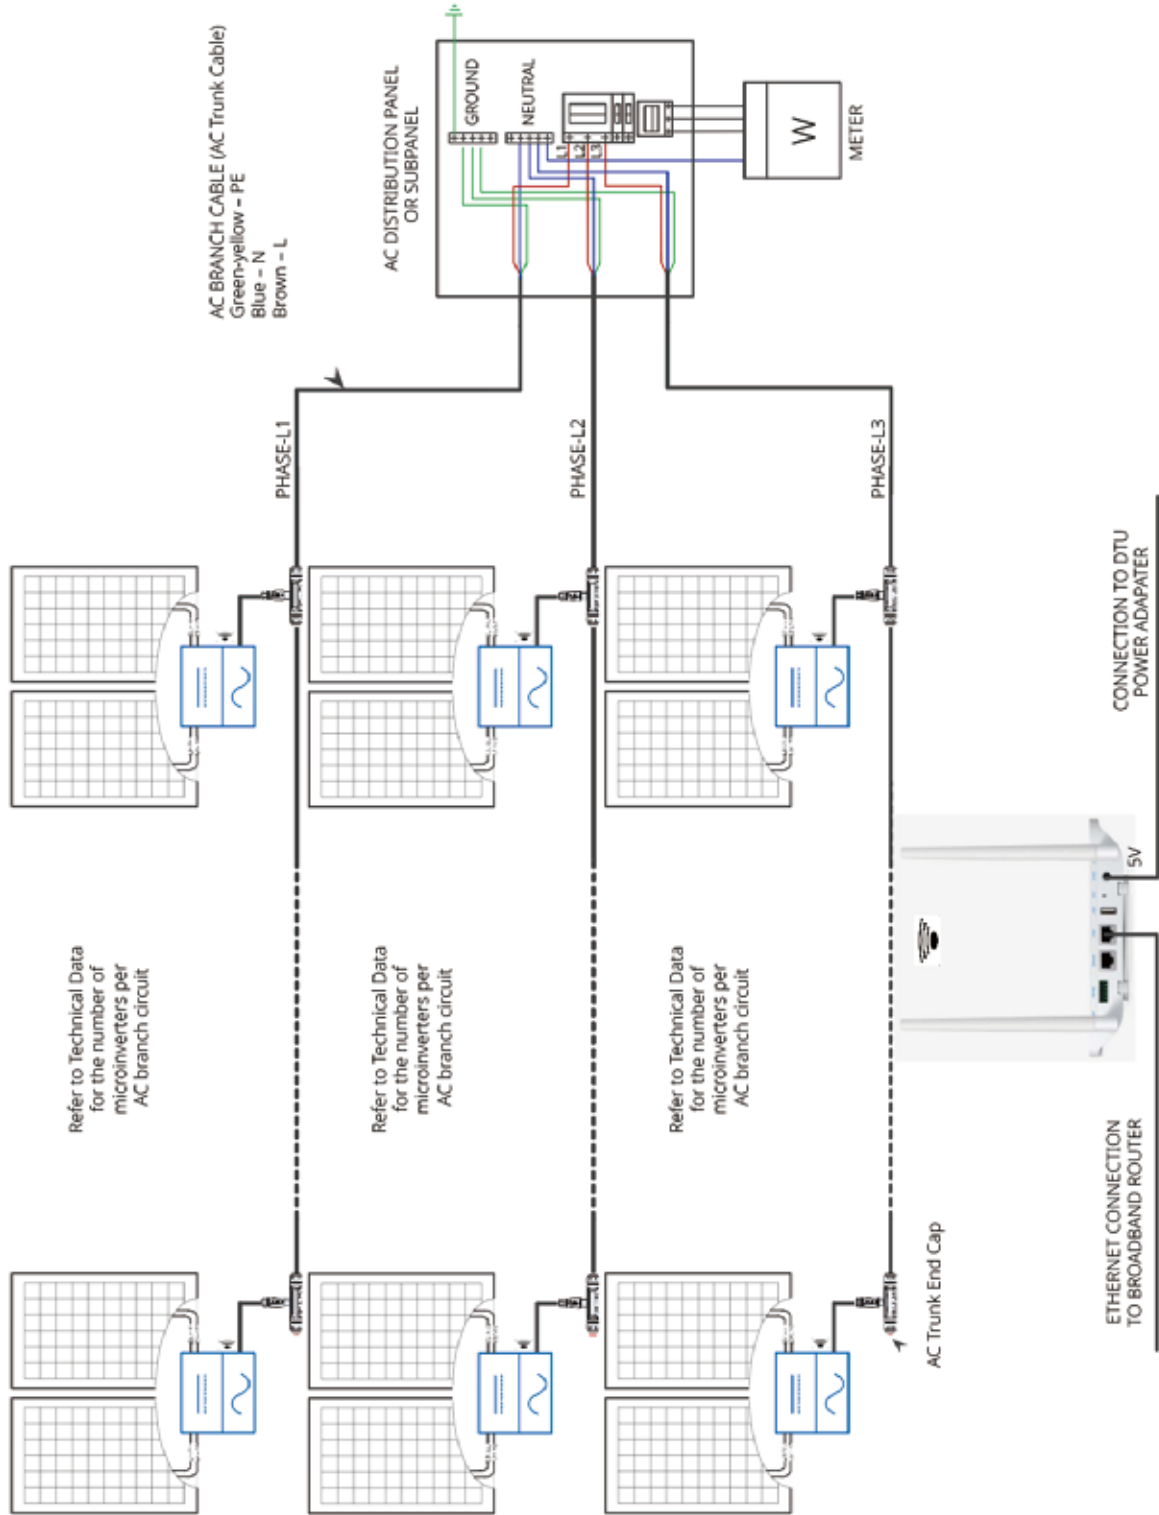 AC BRANCH CABLE (AC Trunk Cable)
Green-yellow – PE
Blue – N
Brown – L
AC DISTRIBUTION PANEL
OR SUBPANEL
GROUND
NEUTRAL
L1
L2
L3
W
METER
PHASE-L1
PHASE-L2
PHASE-L3
Refer to Technical Data
for the number of
microinverters per
AC branch circuit
Refer to Technical Data
for the number of
microinverters per
AC branch circuit
Refer to Technical Data
for the number of
microinverters per
AC branch circuit
AC Trunk End Cap
5V
CONNECTION TO DTU
POWER ADAPATER
ETHERNET CONNECTION
TO BROADBAND ROUTER